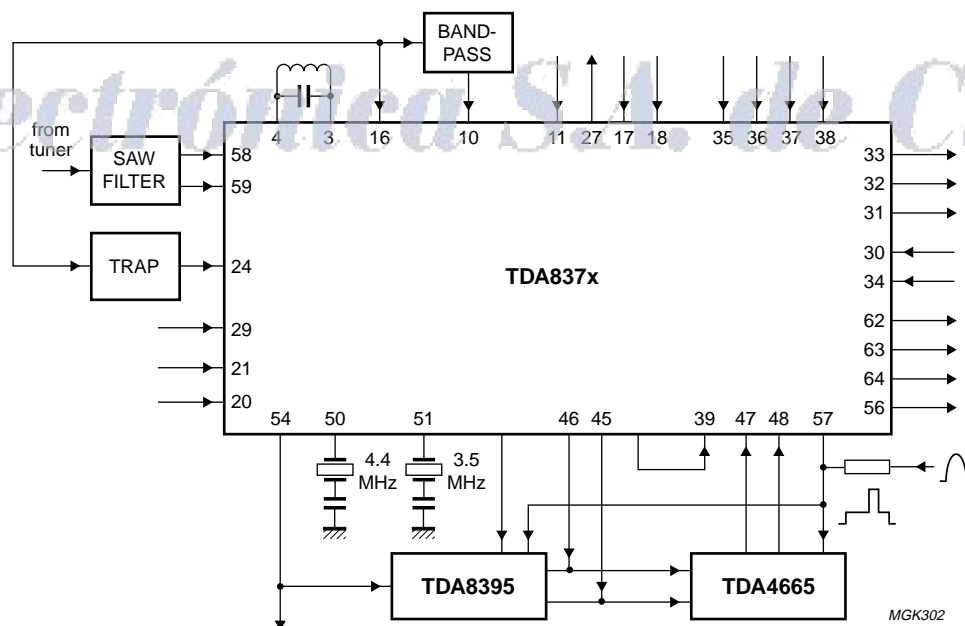 BAND-
PASS
ectrónica S.A. de C
from
tuner
SAW
FILTER
TRAP
4 3 16 10 11 27 17 18 35 36 37 38
58
59
24
29
21
20
33
32
31
30
34
62
63
64
56
TDA837x
54 50 51 46 45 39 47 48 57
4.4
MHz
3.5
MHz
TDA8395
TDA4665
MGK302